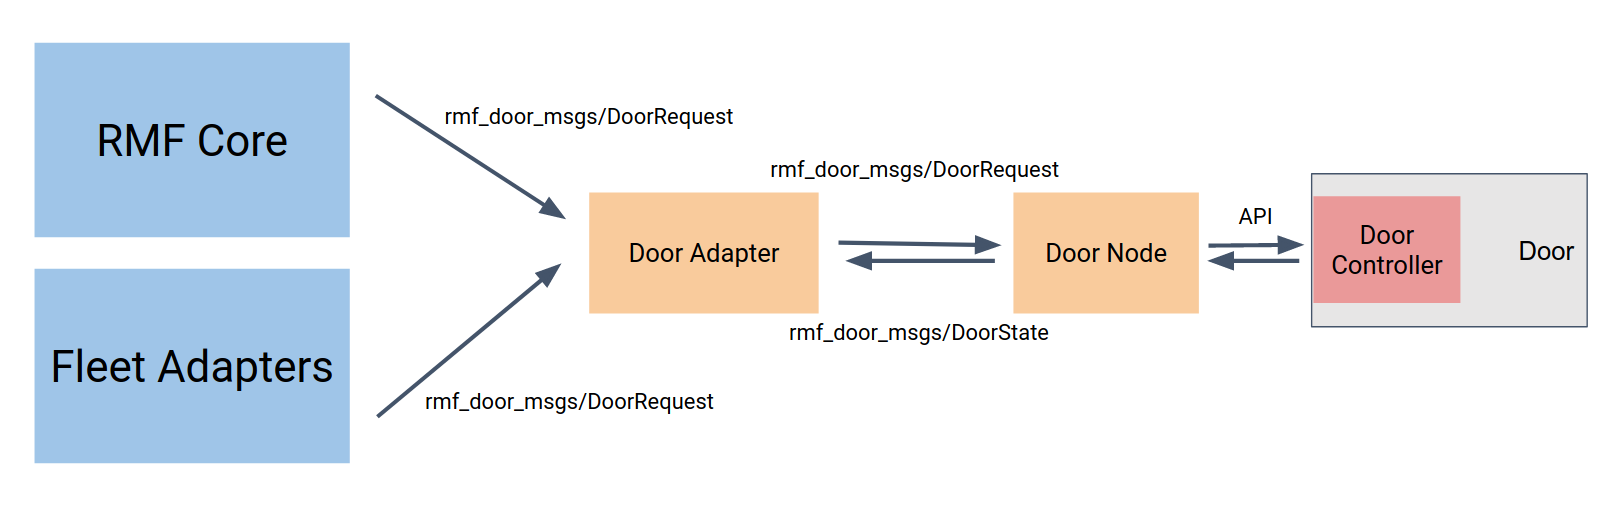 RMF Core
rmf_door_msgs/DoorRequest
rmf_door_msgs/DoorRequest
Door Adapter
Door Node
API
Door
Controller
Door
rmf_door_msgs/DoorState
Fleet Adapters
rmf_door_msgs/DoorRequest